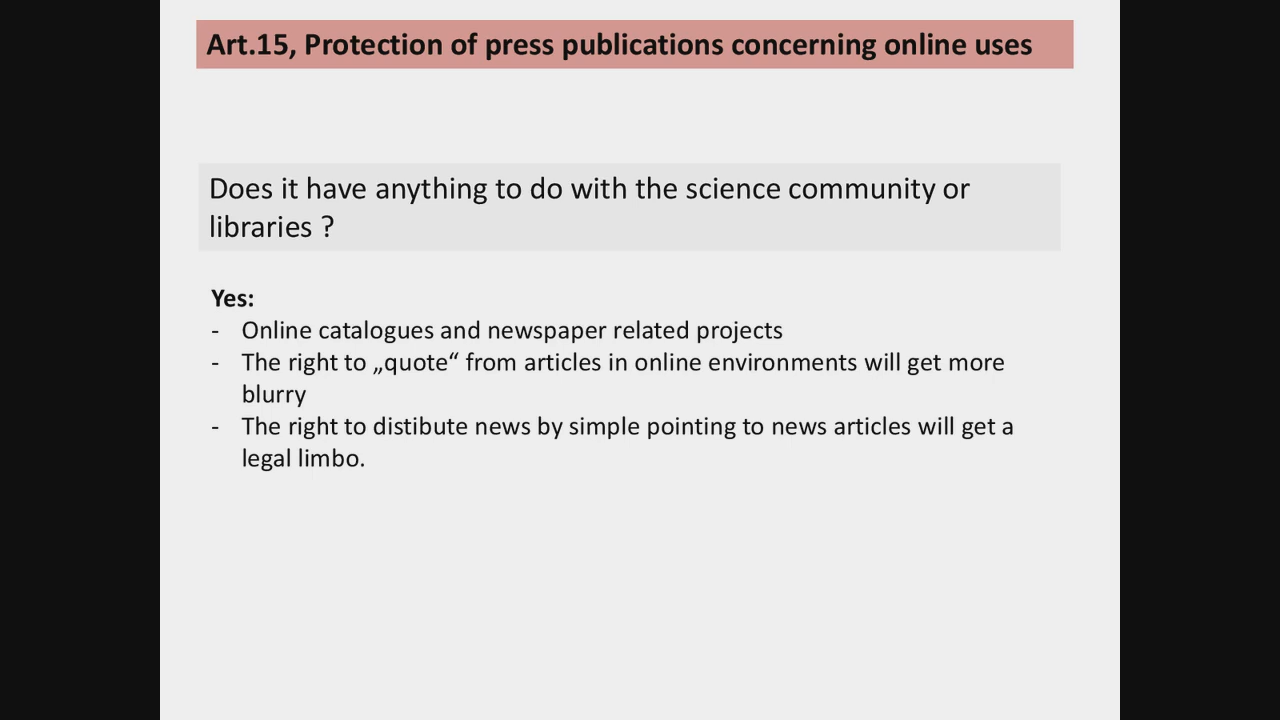 Art.15, Protection of press publications concerning online uses
Does it have anything to do with the science community or
libraries ?
Yes:
- Online catalogues and newspaper related projects
- The right to „quote“ from articles in online environments will get more
blurry
- The right to distibute news by simple pointing to news articles will get a
legal limbo.